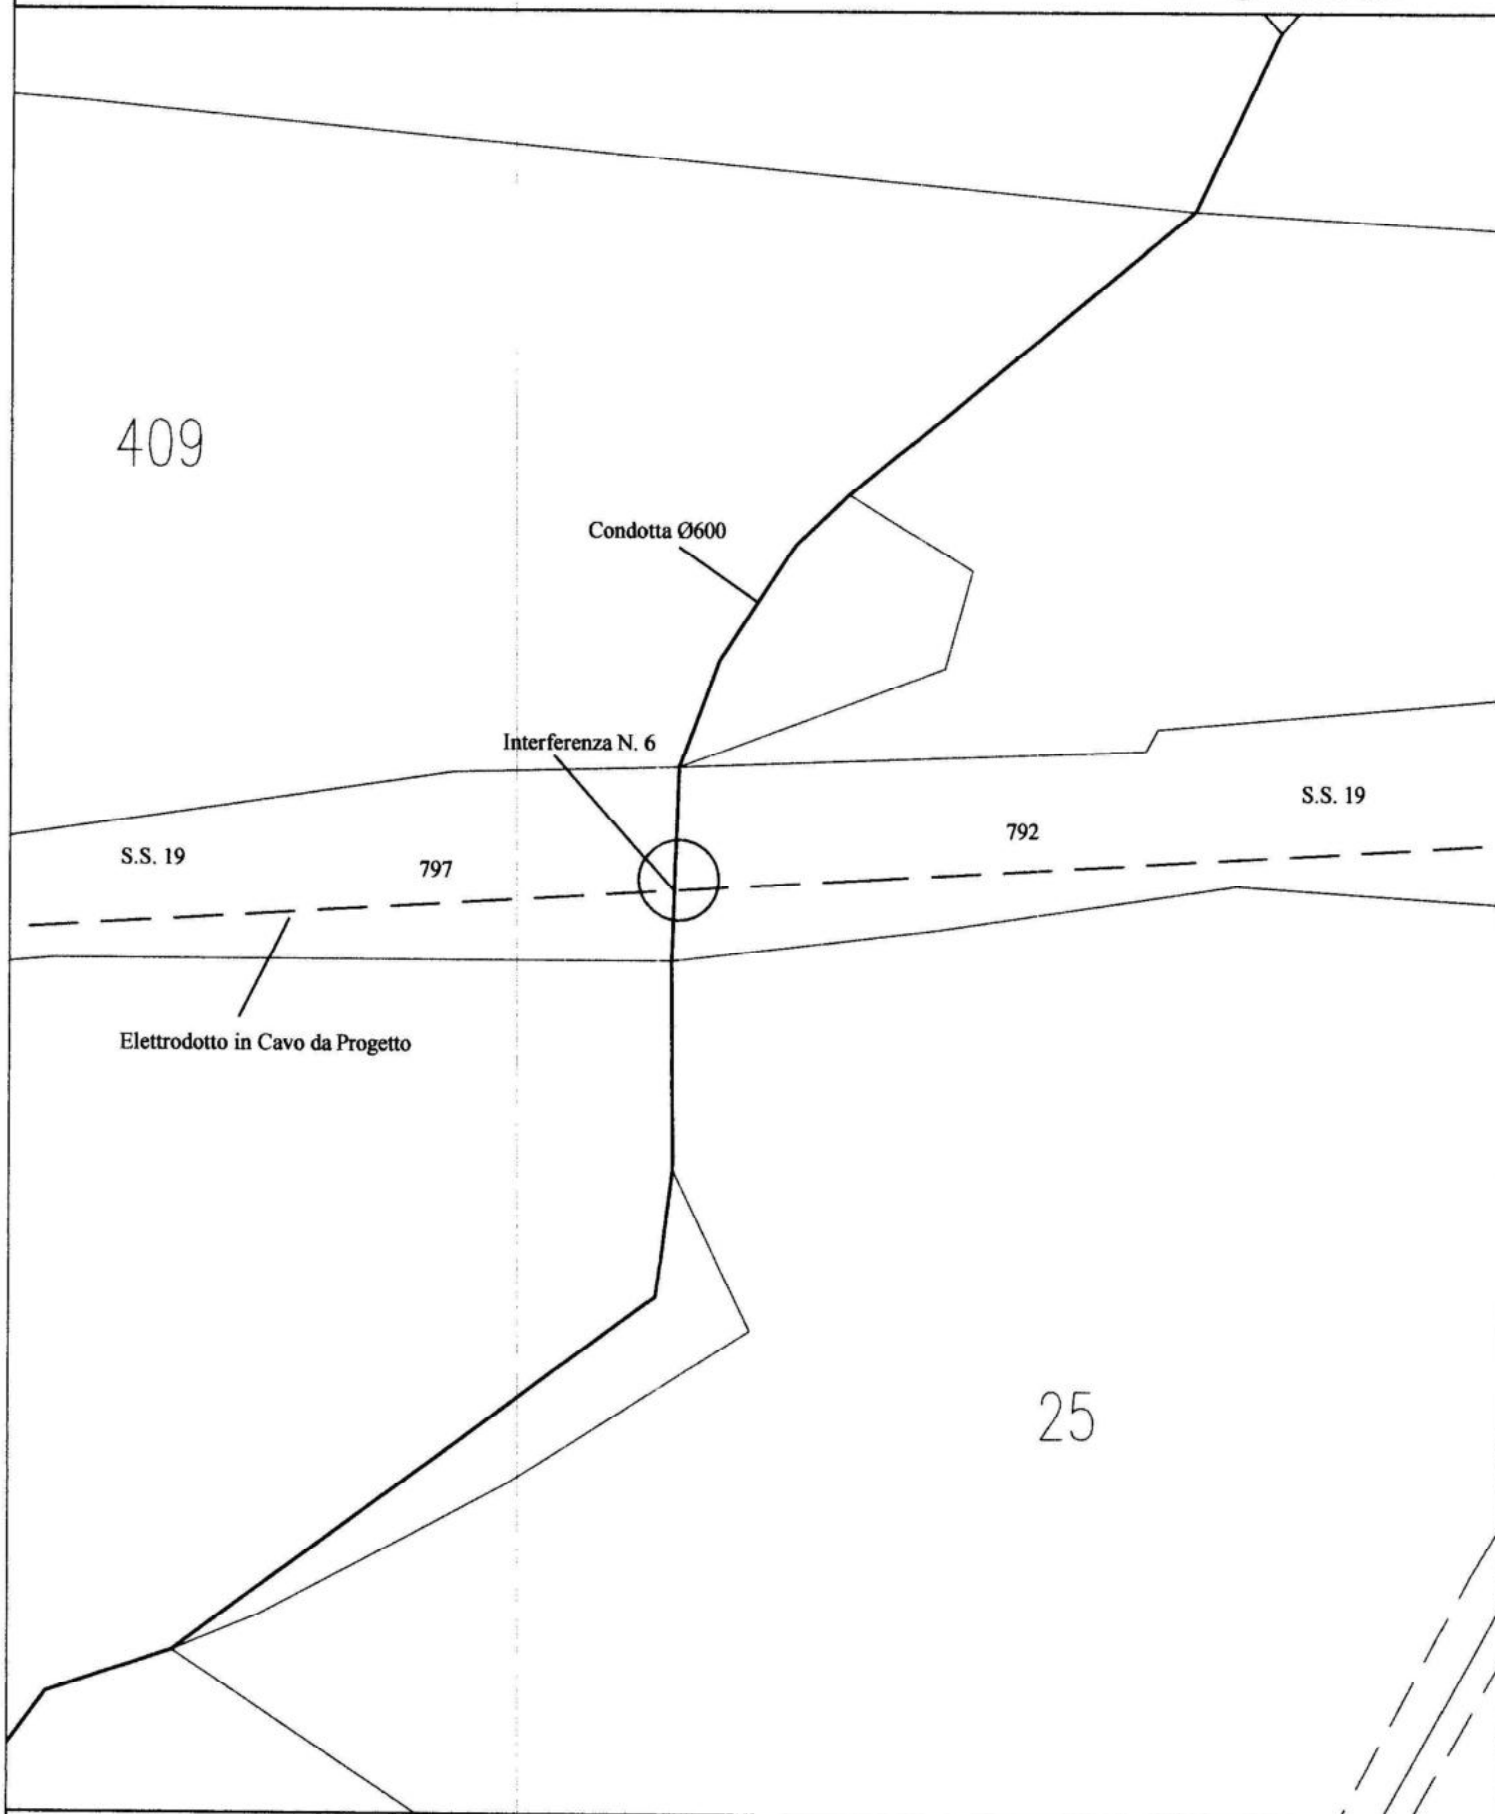 409
Condotta Ø600
Interferenza N. 6
S.S. 19
792
S.S. 19
797
Elettrodotto in Cavo da Progetto
25